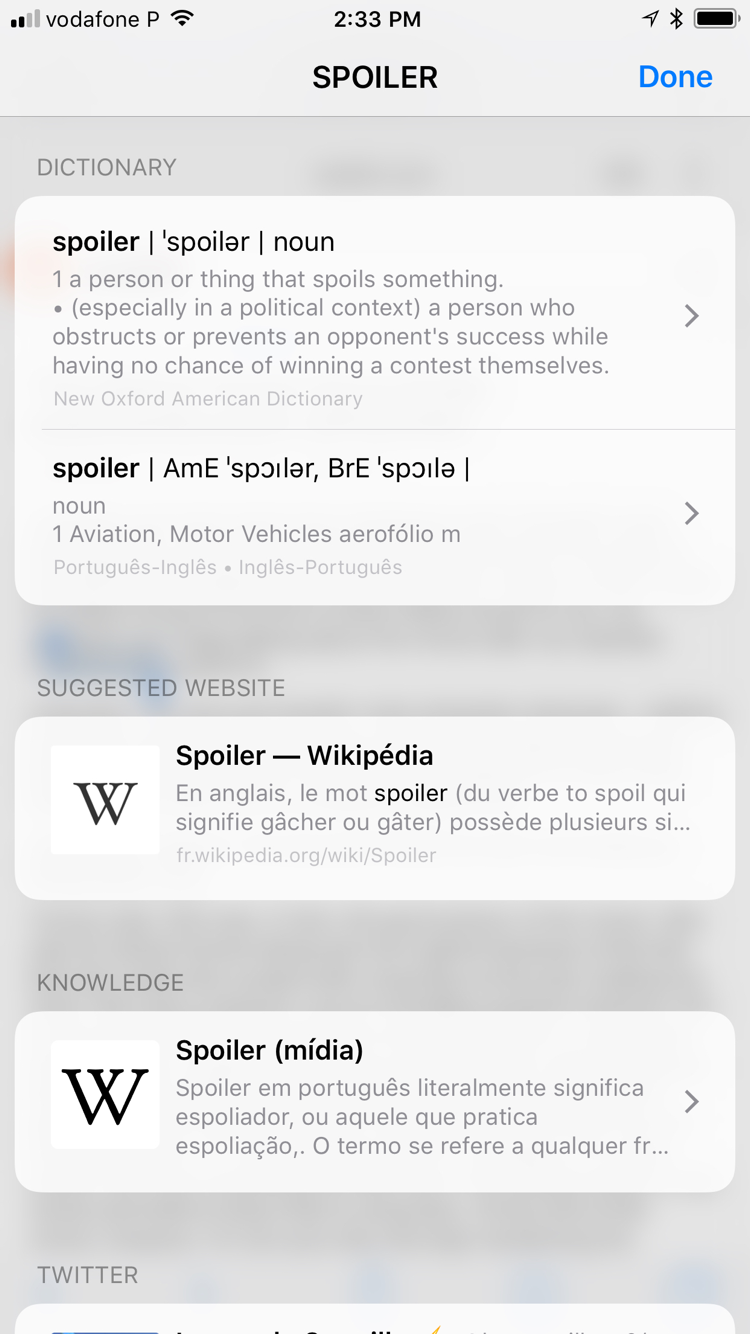 vodafone P 2:33 PM
SPOILER Done
DICTIONARY
spoiler | ˈspoilər | noun
1 a person or thing that spoils something.
• (especially in a political context) a person who
obstructs or prevents an opponent's success while
having no chance of winning a contest themselves.
New Oxford American Dictionary
spoiler | AmE ˈspɔɪlər, BrE ˈspɔɪlə |
noun
1 Aviation, Motor Vehicles aerofólio m
Português-Inglês • Inglês-Português
SUGGESTED WEBSITE
W
Spoiler — Wikipédia
En anglais, le mot spoiler (du verbe to spoil qui
signifie gâcher ou gâter) possède plusieurs si...
fr.wikipedia.org/wiki/Spoiler
KNOWLEDGE
W
Spoiler (mídia)
Spoiler em português literalmente significa
espoliador, ou aquele que pratica
espoliação,. O termo se refere a qualquer fr...
TWITTER